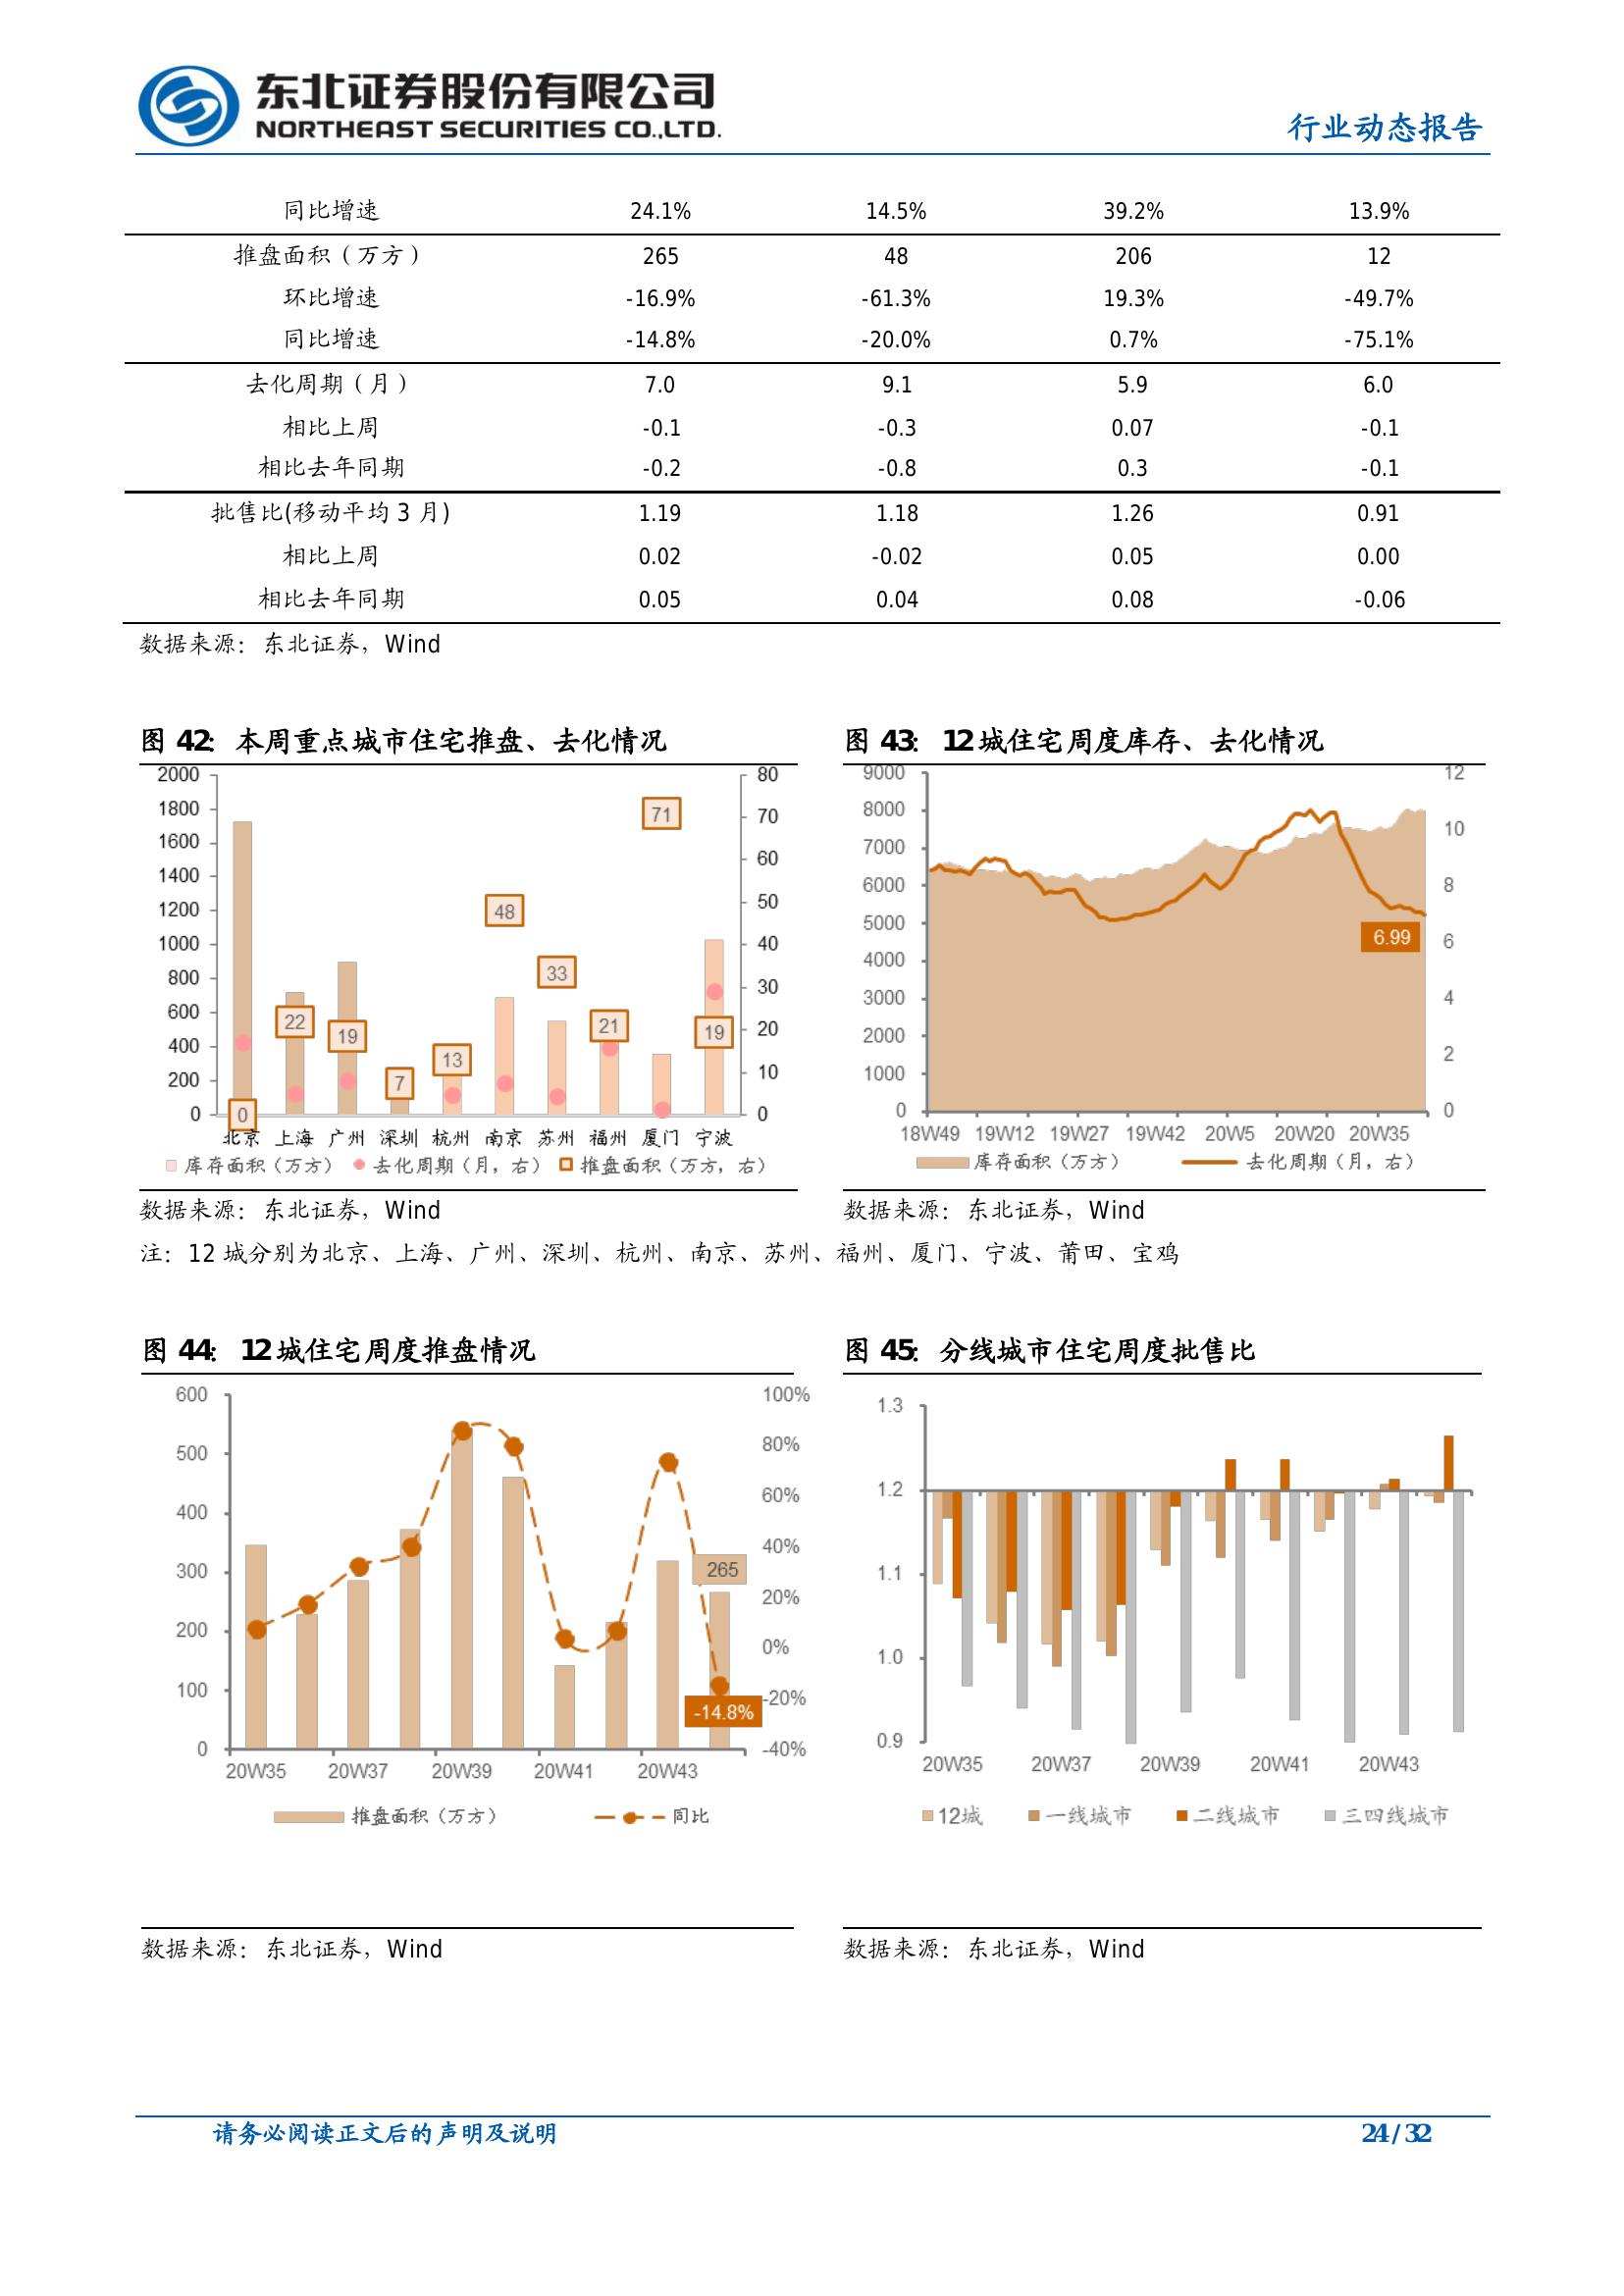 东北证券股份有限公司
NORTHEAST SECURITIES CO.,LTD.
行业动态报告
同比增速 24.1% 14.5% 39.2% 13.9%
推盘面积（万方） 265 48 206 12
环比增速 -16.9% -61.3% 19.3% -49.7%
同比增速 -14.8% -20.0% 0.7% -75.1%
去化周期（月） 7.0 9.1 5.9 6.0
相比上周 -0.1 -0.3 0.07 -0.1
相比去年同期 -0.2 -0.8 0.3 -0.1
批售比(移动平均 3 月) 1.19 1.18 1.26 0.91
相比上周 0.02 -0.02 0.05 0.00
相比去年同期 0.05 0.04 0.08 -0.06
数据来源：东北证券，Wind
图 42：本周重点城市住宅推盘、去化情况
2000
1800
1600
1400
1200
1000
800
600
400
200
0
80
70
60
50
40
30
20
10
0
0 22 19 7 13 48 33 21 71 19
北京 上海 广州 深圳 杭州 南京 苏州 福州 厦门 宁波
库存面积（万方） 去化周期（月，右） 推盘面积（万方，右）
数据来源：东北证券，Wind
图 43：12 城住宅周度库存、去化情况
9000
8000
7000
6000
5000
4000
3000
2000
1000
0
12
10
8
6
4
2
0
6.99
18W49 19W12 19W27 19W42 20W5 20W20 20W35
库存面积（万方） 去化周期（月，右）
数据来源：东北证券，Wind
注：12 城分别为北京、上海、广州、深圳、杭州、南京、苏州、福州、厦门、宁波、莆田、宝鸡
图 44：12 城住宅周度推盘情况
600
500
400
300
200
100
0
100%
80%
60%
40%
20%
0%
-20%
-40%
265
-14.8%
20W35 20W37 20W39 20W41 20W43
推盘面积（万方） 同比
数据来源：东北证券，Wind
图 45：分线城市住宅周度批售比
1.3
1.2
1.1
1.0
0.9
20W35 20W37 20W39 20W41 20W43
12城 一线城市 二线城市 三四线城市
数据来源：东北证券，Wind
请务必阅读正文后的声明及说明
24 / 32